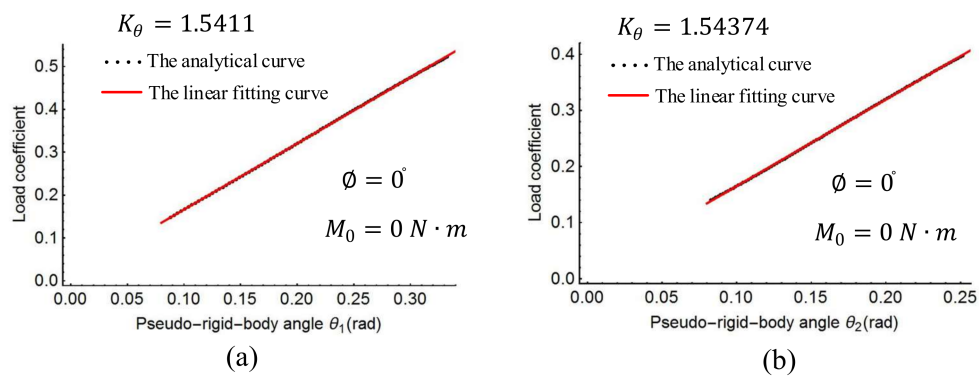 K_θ = 1.5411
The analytical curve
The linear fitting curve
Load coefficient
0.5
0.4
0.3
0.2
0.1
0.0
∅ = 0°
M_0 = 0 N · m
0.00 0.05 0.10 0.15 0.20 0.25 0.30
Pseudo-rigid-body angle θ_1(rad)
(a)
K_θ = 1.54374
The analytical curve
The linear fitting curve
Load coefficient
0.4
0.3
0.2
0.1
0.0
∅ = 0°
M_0 = 0 N · m
0.00 0.05 0.10 0.15 0.20 0.25
Pseudo-rigid-body angle θ_2(rad)
(b)